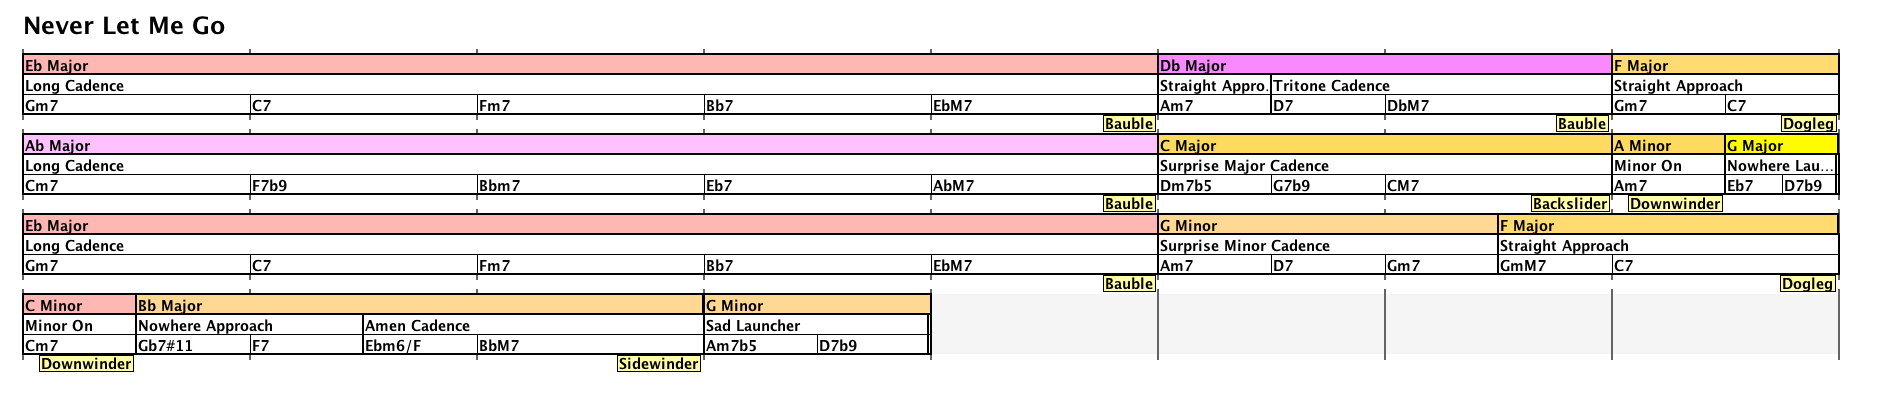 Never Let Me Go
Eb Major Db Major F Major
Long Cadence Straight Appro. Tritone Cadence Straight Approach
Gm7 C7 Fm7 Bb7 EbM7 Am7 D7 DbM7 Gm7 C7
Bauble Bauble Dogleg
Ab Major C Major A Minor G Major
Long Cadence Surprise Major Cadence Minor On Nowhere Lau...
Cm7 F7b9 Bbm7 Eb7 AbM7 Dm7b5 G7b9 CM7 Am7 Eb7 D7b9
Bauble Backslider Downwinder
Eb Major G Minor F Major
Long Cadence Surprise Minor Cadence Straight Approach
Gm7 C7 Fm7 Bb7 EbM7 Am7 D7 Gm7 GmM7 C7
Bauble Dogleg
C Minor Bb Major G Minor
Minor On Nowhere Approach Amen Cadence Sad Launcher
Cm7 Gb7#11 F7 Ebm6/F BbM7 Am7b5 D7b9
Downwinder Sidewinder